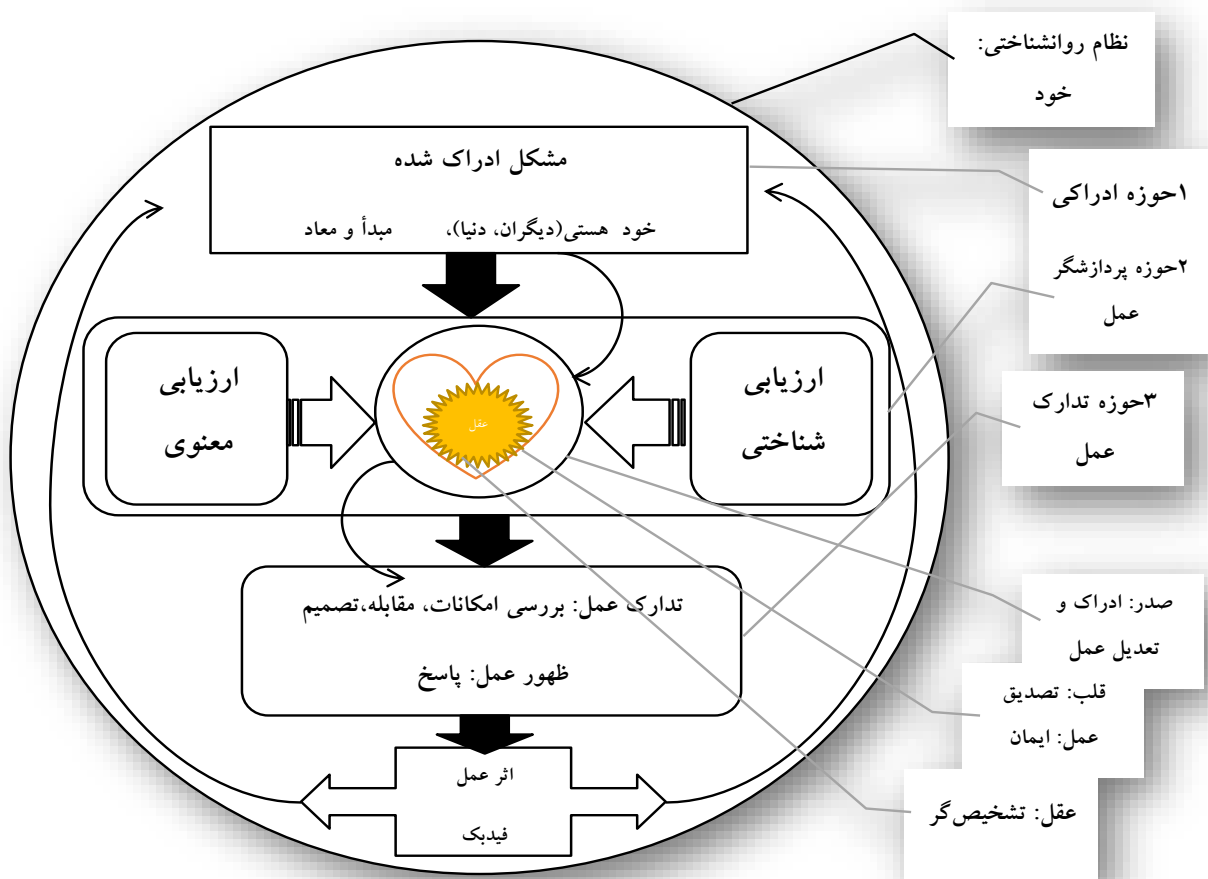 نظام روانشناختی:
خود
مشکل ادراک شده
خود هستی(دیگران، دنیا)، مبدأ و معاد
۱حوزه ادراکی
۲حوزه پردازشگر
عمل
ارزیابی
شناختی
عقل
ارزیابی
معنوی
۳حوزه تدارک
عمل
تدارک عمل: بررسی امکانات، مقابله،تصمیم
ظهور عمل: پاسخ
صدر: ادراک و
تعدیل عمل
قلب: تصدیق
عمل: ایمان
عقل: تشخیص‌گر
اثر عمل
فیدبک